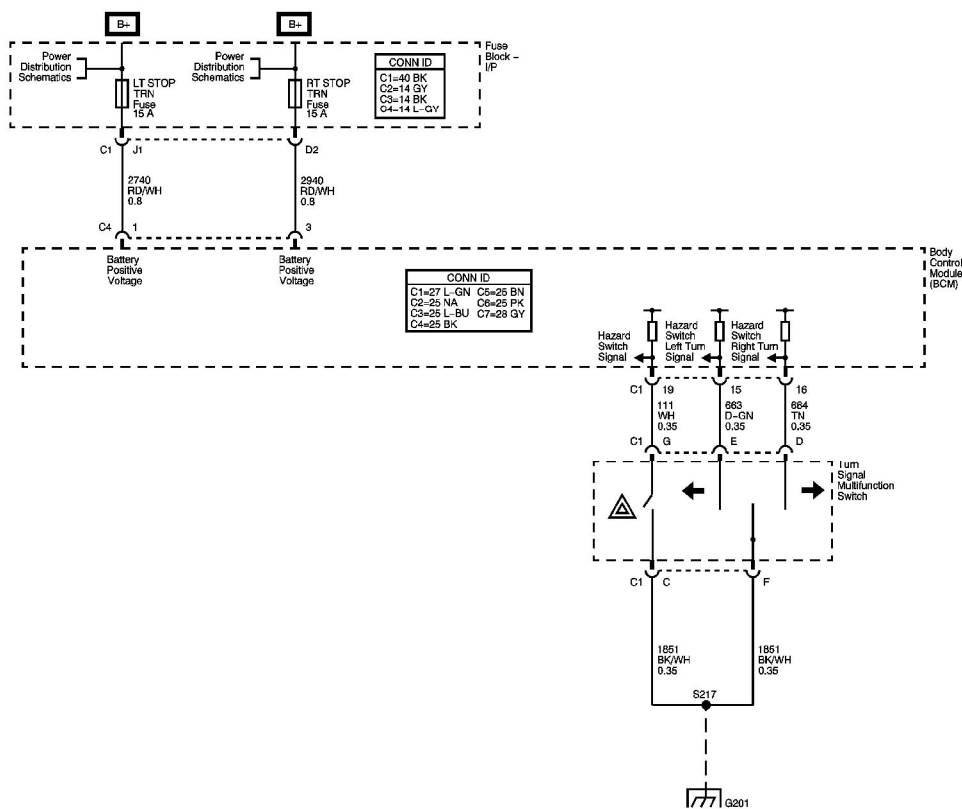 B+
B+
Fuse
Block –
I/P
Power
Distribution
Schematics
LT STOP
TRN
Fuse
15 A
Power
Distribution
Schematics
RT STOP
TRN
Fuse
15 A
CONN ID
C1=40 BK
C2=14 GY
C3=14 BK
C4=14 L–GY
C1 J1
D2
2740
RD/WH
0.8
2940
RD/WH
0.8
C4 1
3
Battery
Positive
Voltage
Battery
Positive
Voltage
Body
Control
Module
(BCM)
CONN ID
C1=27 L–GN C5=25 BN
C2=25 NA C6=25 PK
C3=25 L–BU C7=28 GY
C4=25 BK
Hazard
Switch
Signal
Hazard
Switch
Left Turn
Signal
Hazard
Switch
Right Turn
Signal
C1 19 15 16
111
WH
0.35
663
D–GN
0.35
664
TN
0.35
C1 G E D
Turn
Signal
Multifunction
Switch
C1 C F
1851
BK/WH
0.35
1851
BK/WH
0.35
S217
G201